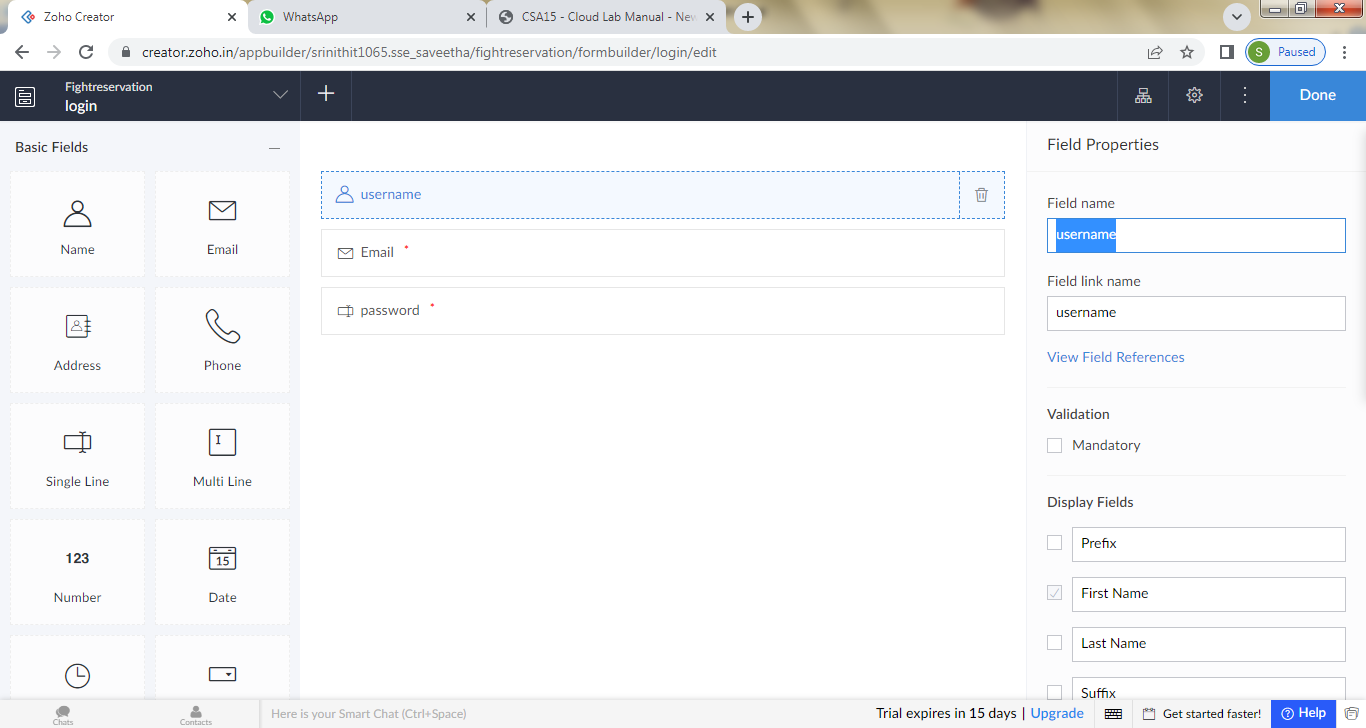 Zoho Creator
WhatsApp
CSA15 - Cloud Lab Manual - Nev
creator.zoho.in/appbuilder/srinithit1065.sse_saveetha/fightreservation/formbuilder/login/edit
S
Paused
Fightreservation
login
Done
Basic Fields
Name
Email
Address
Phone
Single Line
Multi Line
123
Number
15
Date
username
Email *
password *
Field Properties
Field name
username
Field link name
username
View Field References
Validation
Mandatory
Display Fields
Prefix
First Name
Last Name
Suffix
Chats
Contacts
Here is your Smart Chat (Ctrl+Space)
Trial expires in 15 days | Upgrade
Get started faster!
Help